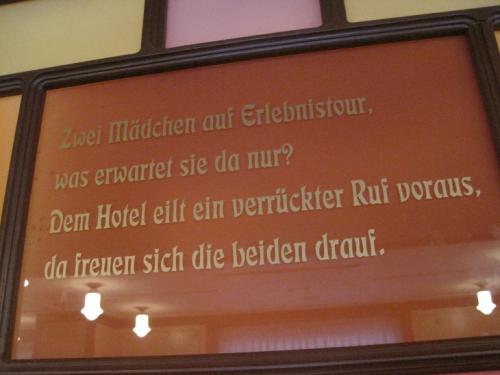 Zwei Mädchen auf Erlebnistour,
was erwartet sie da nur?
Dem Hotel eilt ein verrückter Ruf voraus,
da freuen sich die beiden drauf.